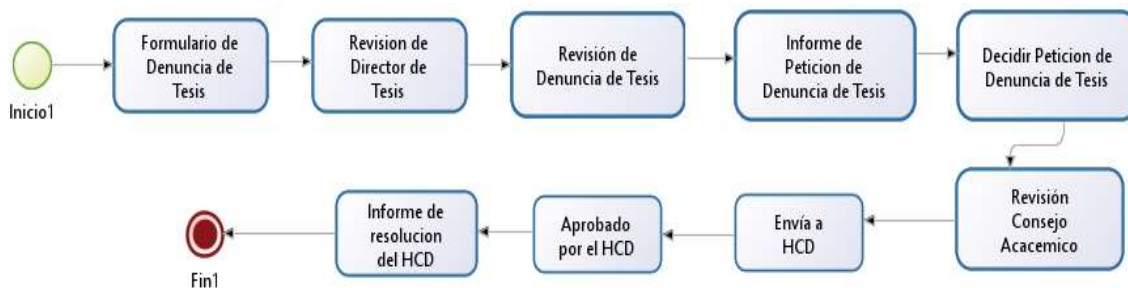 Inicio1
Formulario de
Denuncia de
Tesis
Revision de
Director de
Tesis
Revisión de
Denuncia de Tesis
Informe de
Peticion de
Denuncia de Tesis
Decidir Peticion de
Denuncia de Tesis
Revisión
Consejo
Acacemico
Envía a
HCD
Aprobado
por el HCD
Informe de
resolucion
del HCD
Fin1